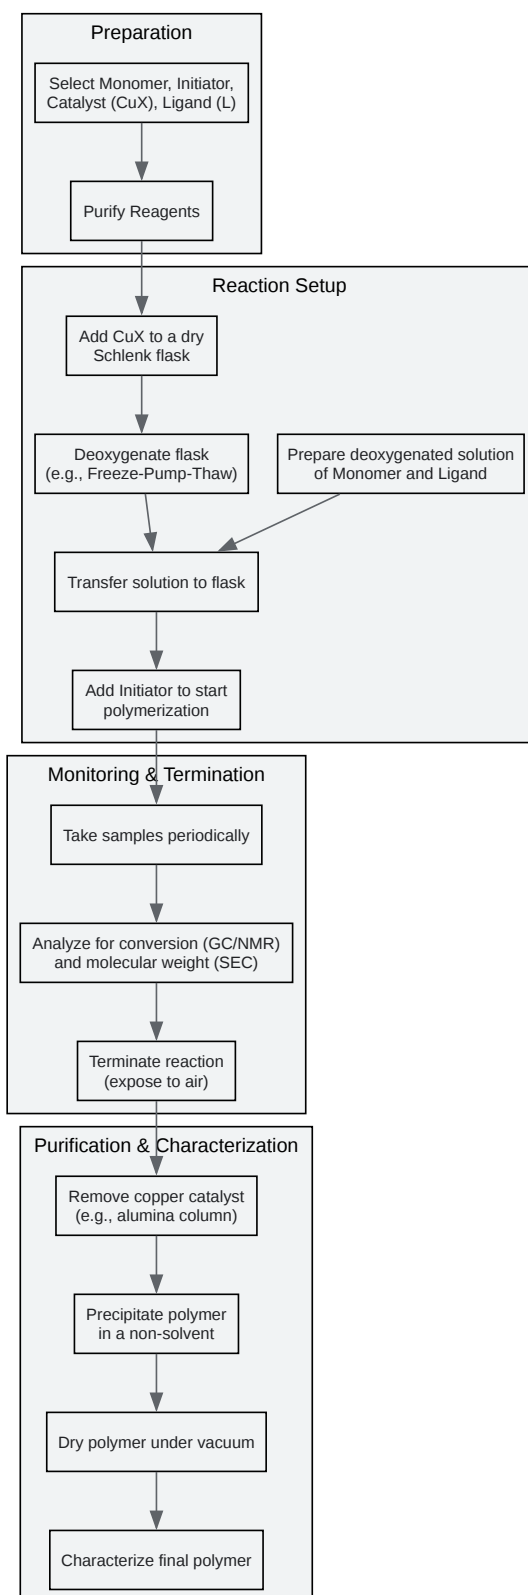 Preparation
Select Monomer, Initiator,
Catalyst (CuX), Ligand (L)
Purify Reagents
Reaction Setup
Add CuX to a dry
Schlenk flask
Deoxygenate flask
(e.g., Freeze-Pump-Thaw)
Prepare deoxygenated solution
of Monomer and Ligand
Transfer solution to flask
Add Initiator to start
polymerization
Monitoring & Termination
Take samples periodically
Analyze for conversion (GC/NMR)
and molecular weight (SEC)
Terminate reaction
(expose to air)
Purification & Characterization
Remove copper catalyst
(e.g., alumina column)
Precipitate polymer
in a non-solvent
Dry polymer under vacuum
Characterize final polymer